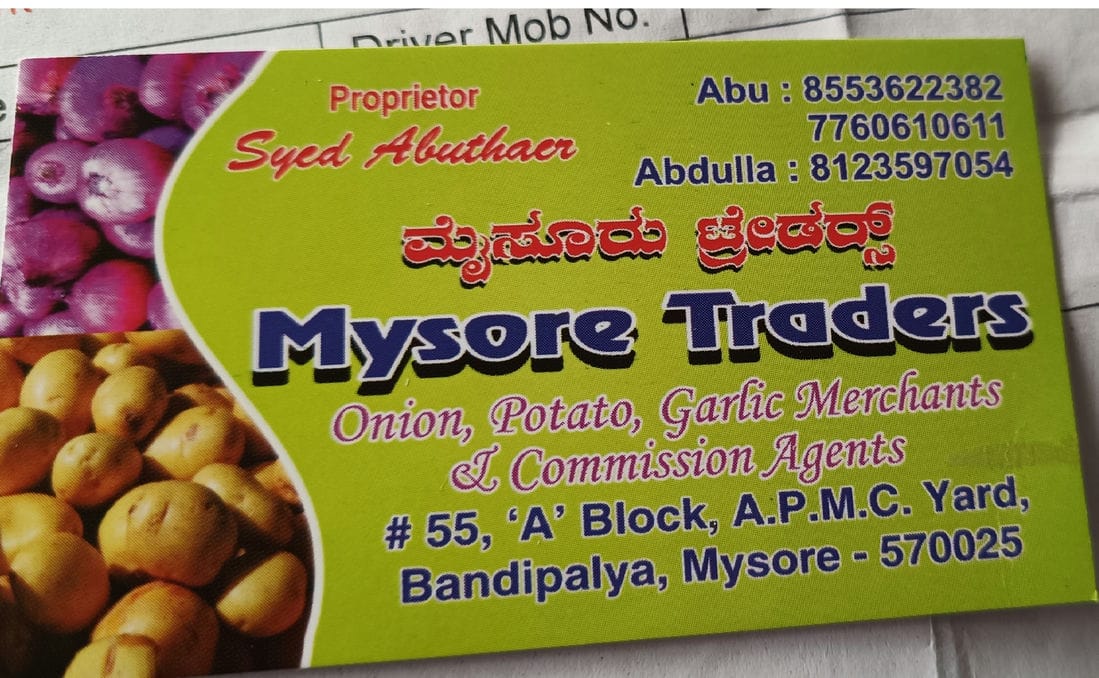 Driver Mob No.
Proprietor
Syed Abuthaer
Abu : 8553622382
7760610611
Abdulla : 8123597054
ಮೈಸೂರು ಟ್ರೇಡರ್ಸ್
Mysore Traders
Onion, Potato, Garlic Merchants
& Commission Agents
# 55, ‘A’ Block, A.P.M.C. Yard,
Bandipalya, Mysore - 570025